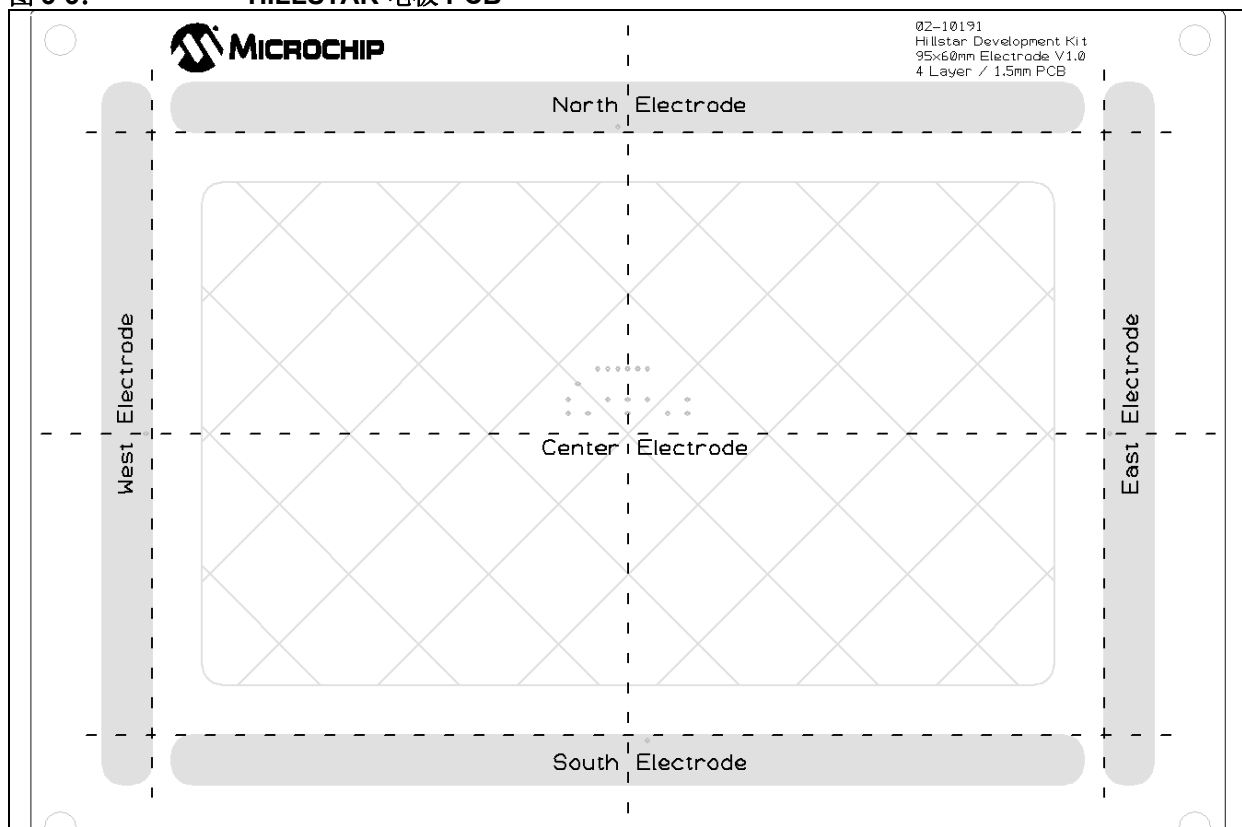 HILLSTAR 电极 PCB
MICROCHIP
02-10191
Hillstar Development Kit
95x60mm Electrode V1.0
4 Layer / 1.5mm PCB
North Electrode
West Electrode
Center Electrode
East Electrode
South Electrode